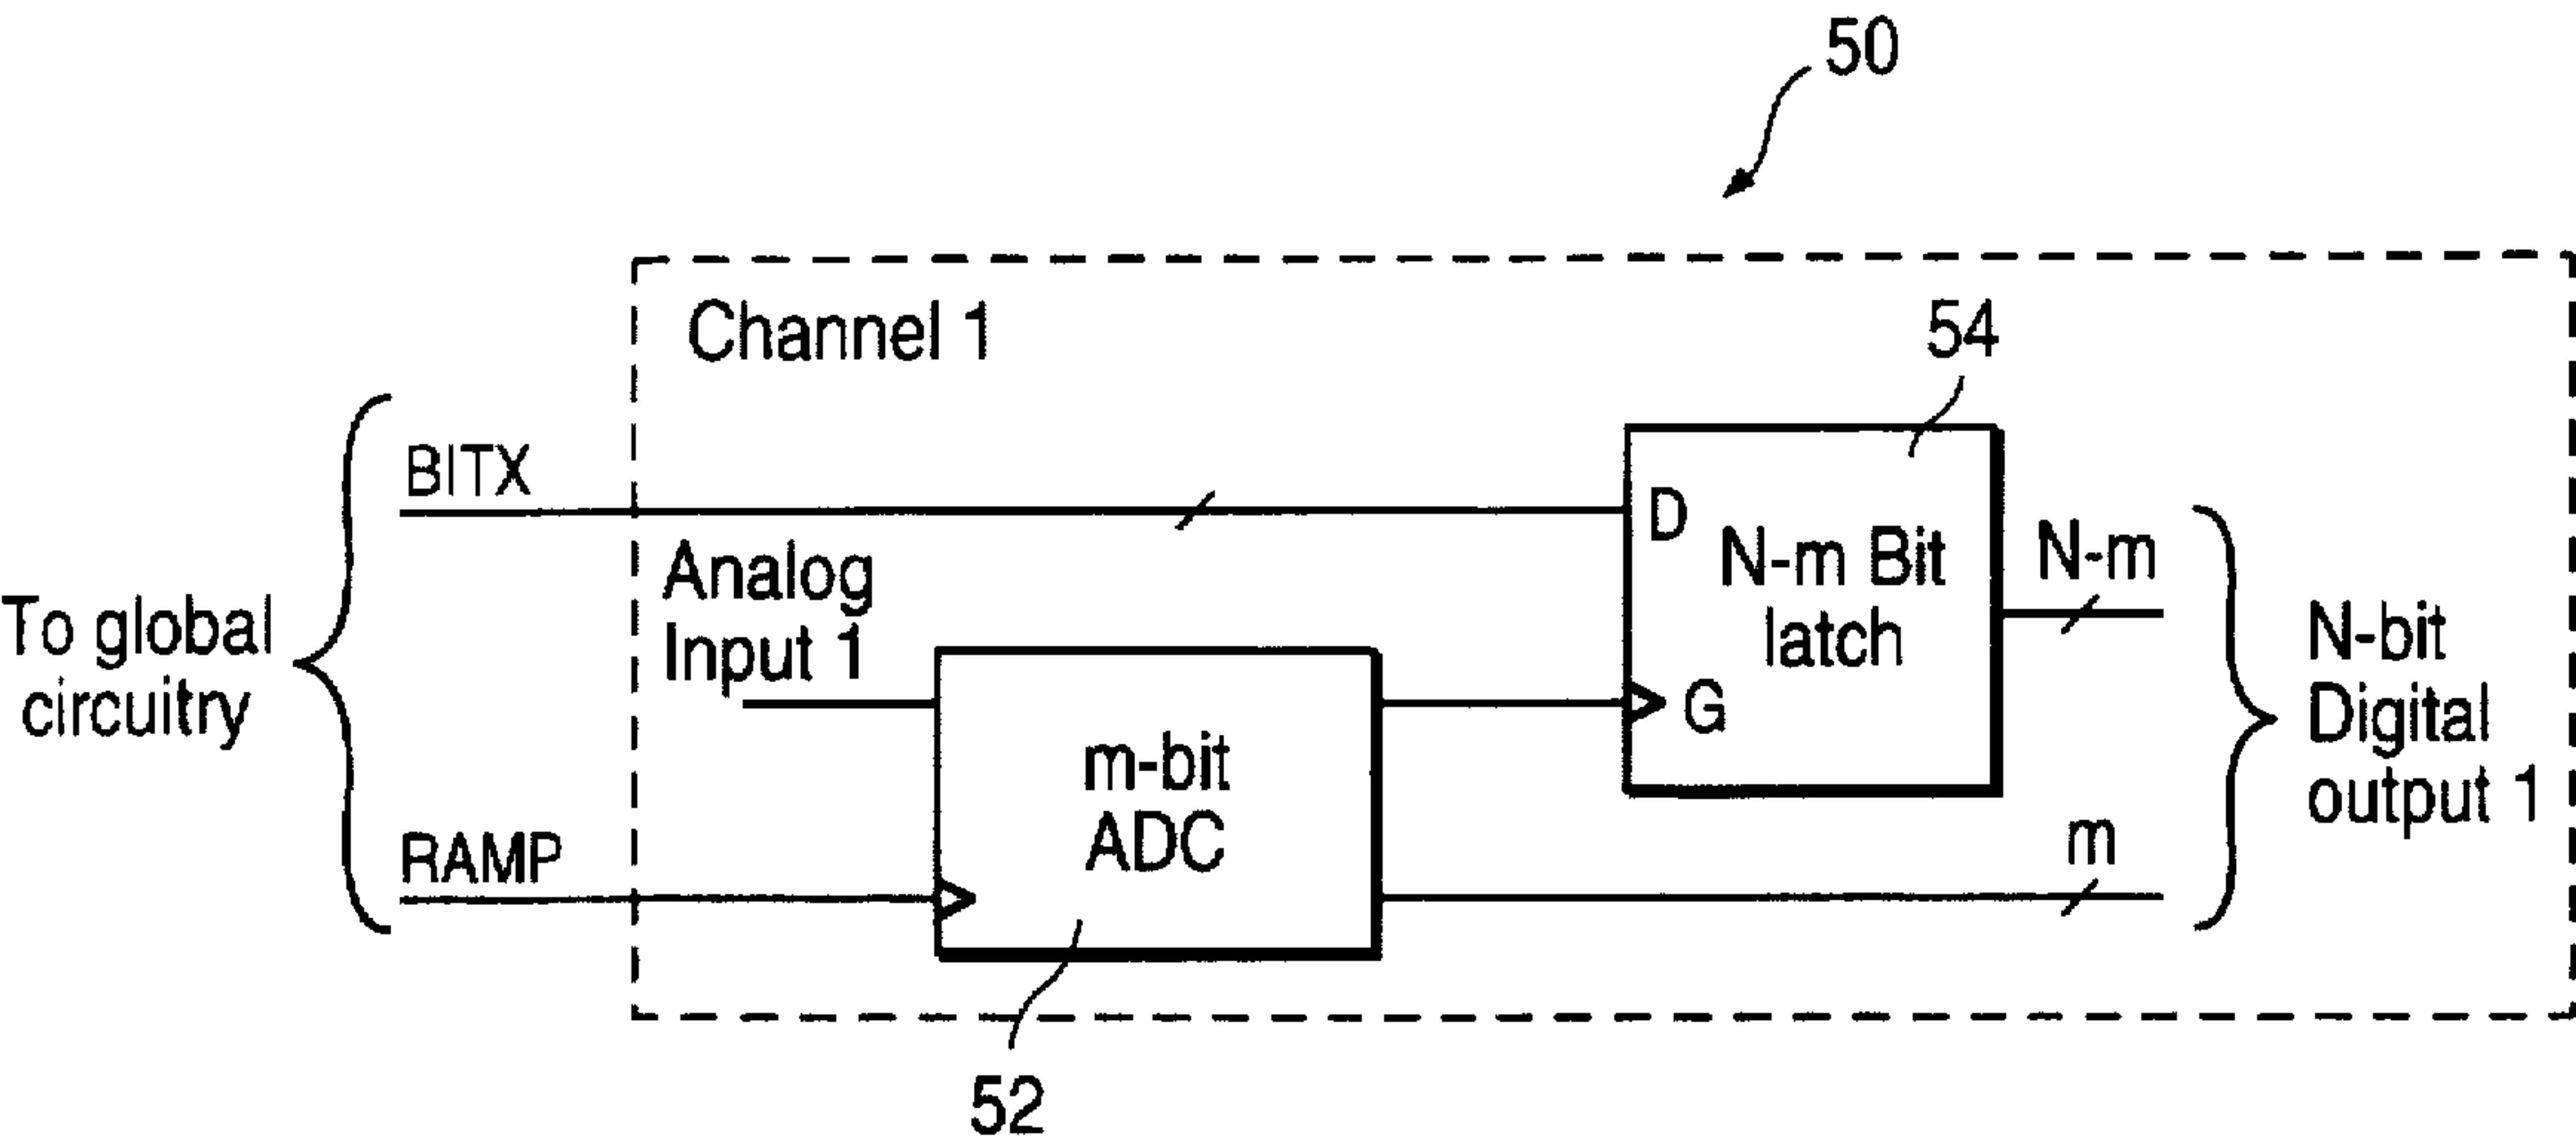 50
Channel 1
54
BITX
D
N-m Bit
latch
G
N-m
Analog
Input 1
To global
circuitry
m-bit
ADC
RAMP
m
N-bit
Digital
output 1
52